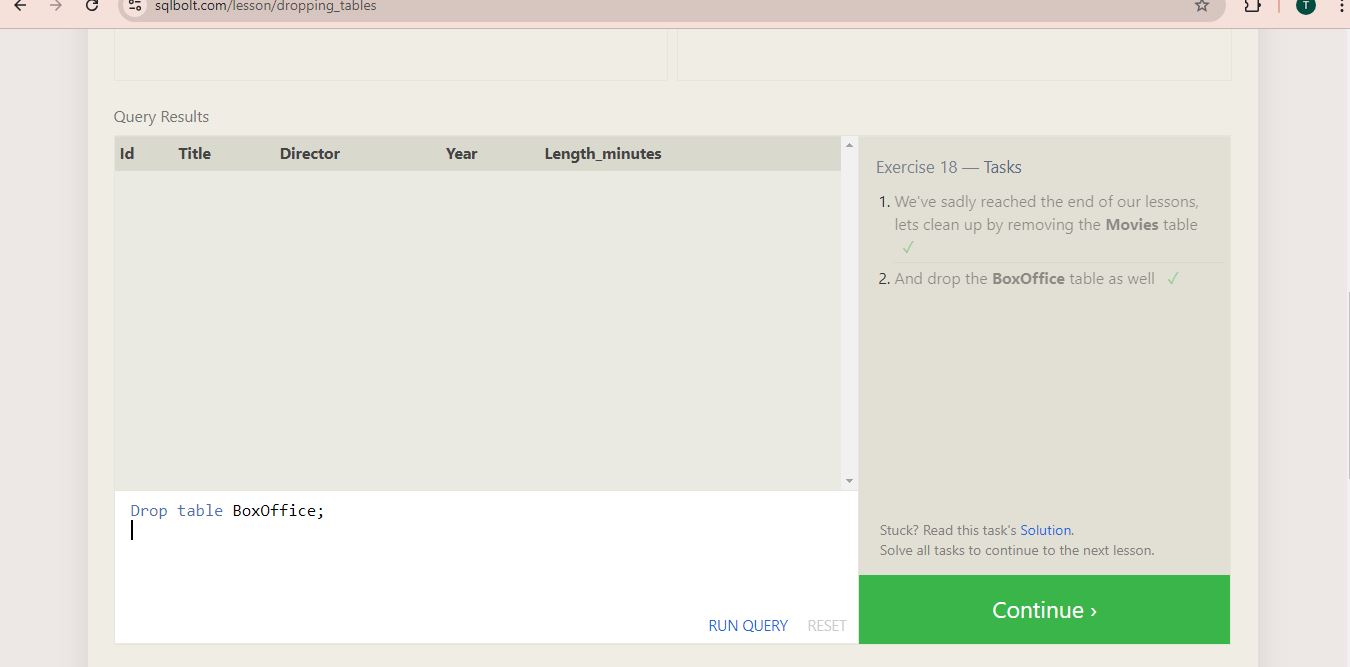 sqlbolt.com/lesson/dropping_tables
T
Query Results
Id Title Director Year Length_minutes
Exercise 18 — Tasks
1. We've sadly reached the end of our lessons,
lets clean up by removing the Movies table
✓
2. And drop the BoxOffice table as well ✓
Drop table BoxOffice;
Stuck? Read this task's Solution.
Solve all tasks to continue to the next lesson.
RUN QUERY RESET
Continue ›